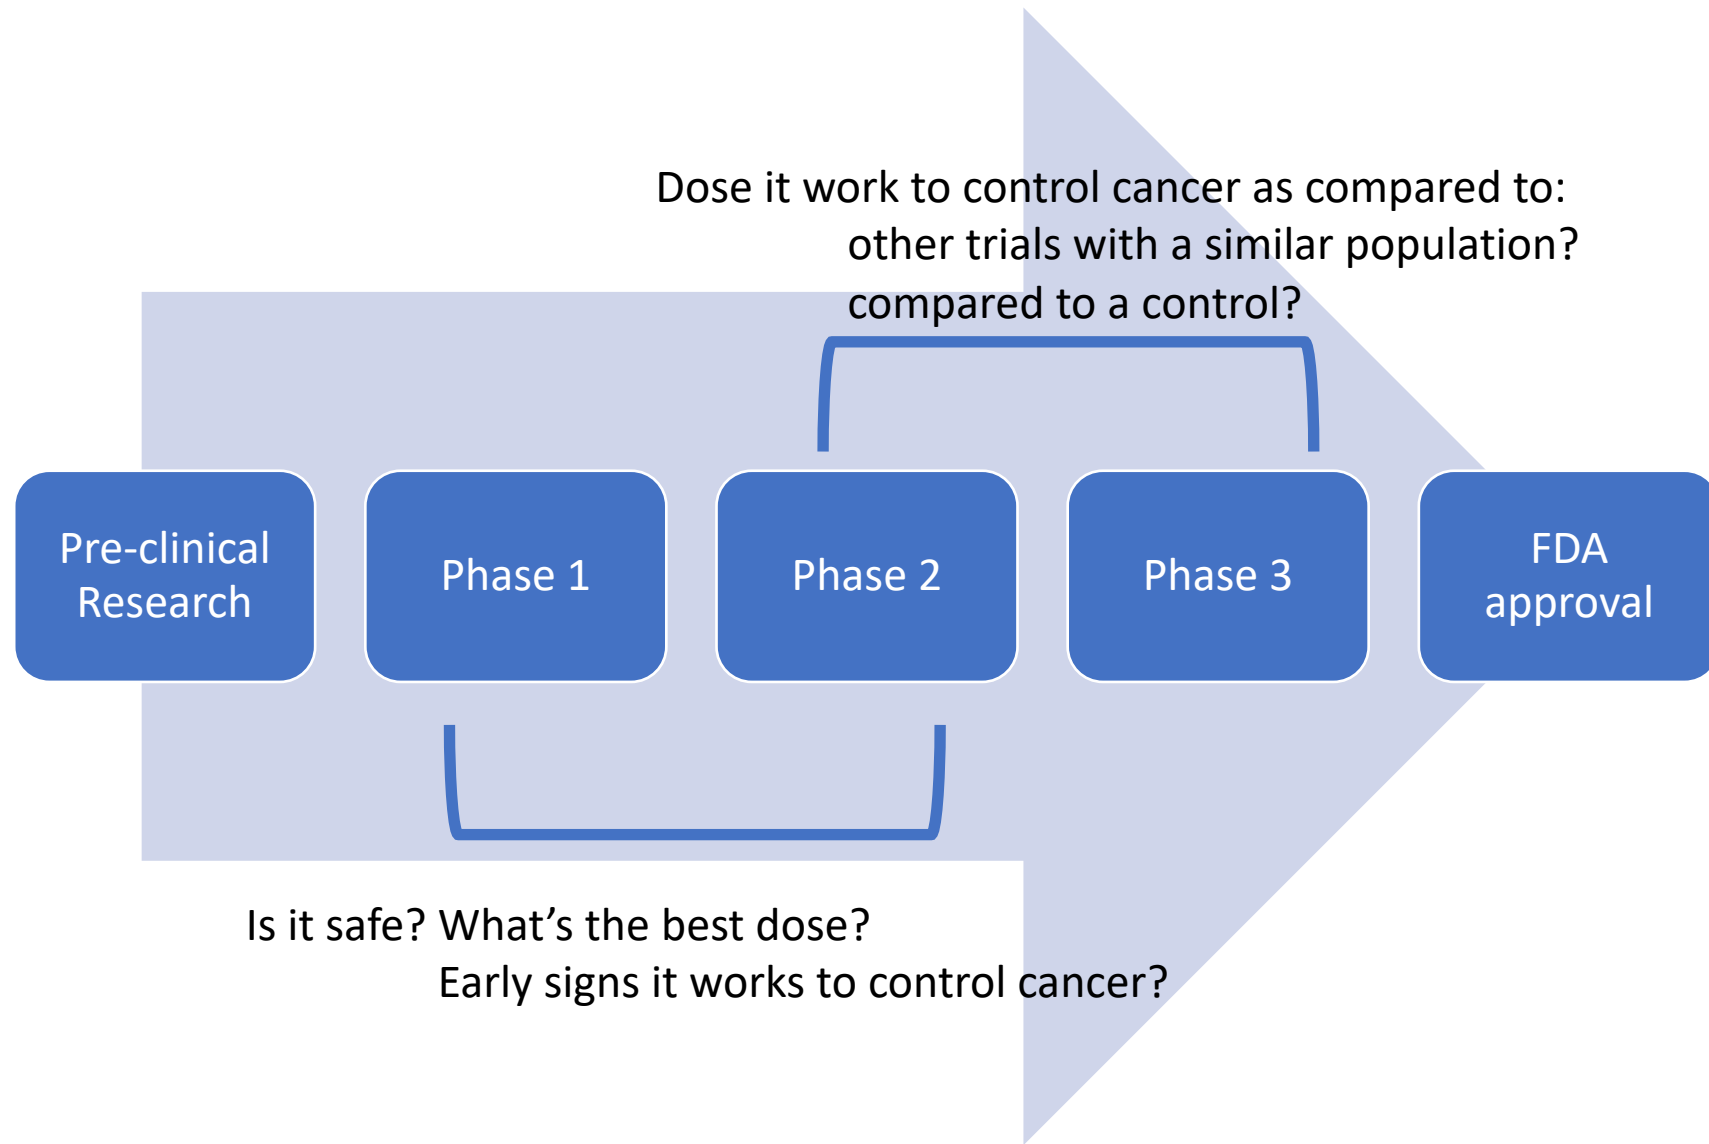 Dose it work to control cancer as compared to:
other trials with a similar population?
compared to a control?
Pre-clinical
Research
Phase 1
Phase 2
Phase 3
FDA
approval
Is it safe? What’s the best dose?
Early signs it works to control cancer?